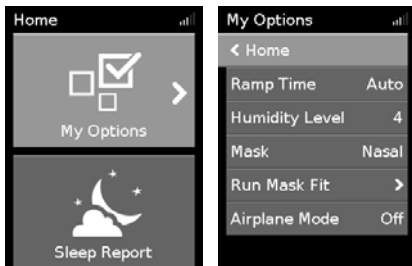 Home
My Options
Sleep Report
My Options
< Home
Ramp Time Auto
Humidity Level 4
Mask Nasal
Run Mask Fit >
Airplane Mode Off